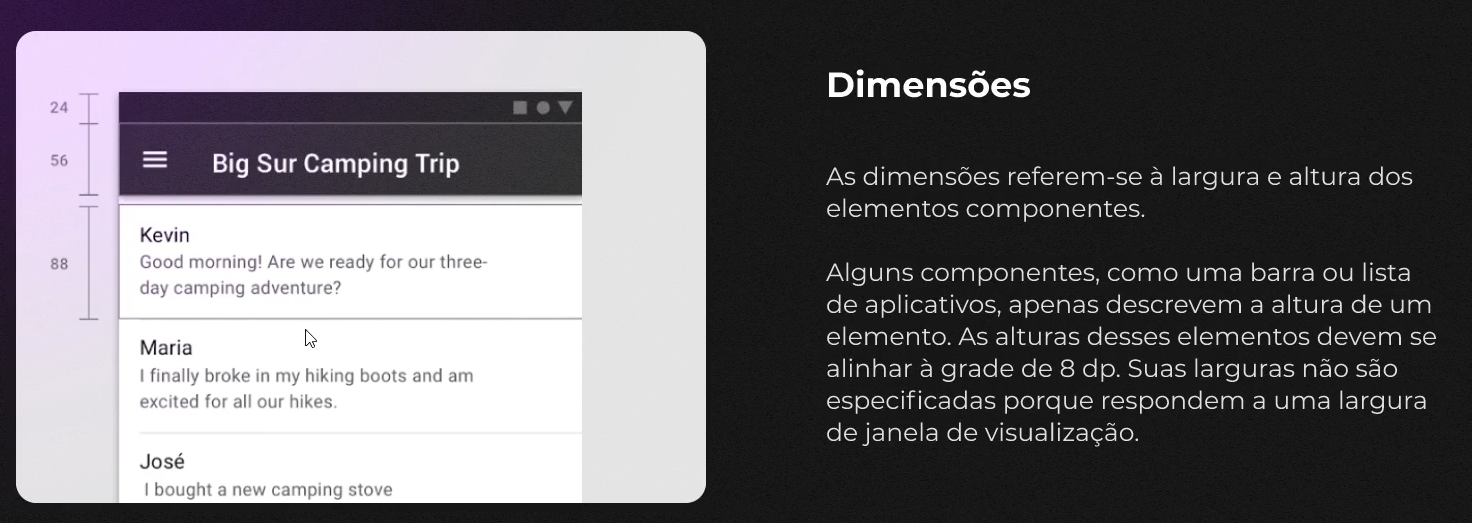 24
56
Big Sur Camping Trip
88
Kevin
Good morning! Are we ready for our three-
day camping adventure?
Maria
I finally broke in my hiking boots and am
excited for all our hikes.
José
I bought a new camping stove
Dimensões
As dimensões referem-se à largura e altura dos
elementos componentes.
Alguns componentes, como uma barra ou lista
de aplicativos, apenas descrevem a altura de um
elemento. As alturas desses elementos devem se
alinhar à grade de 8 dp. Suas larguras não são
especificadas porque respondem a uma largura
de janela de visualização.